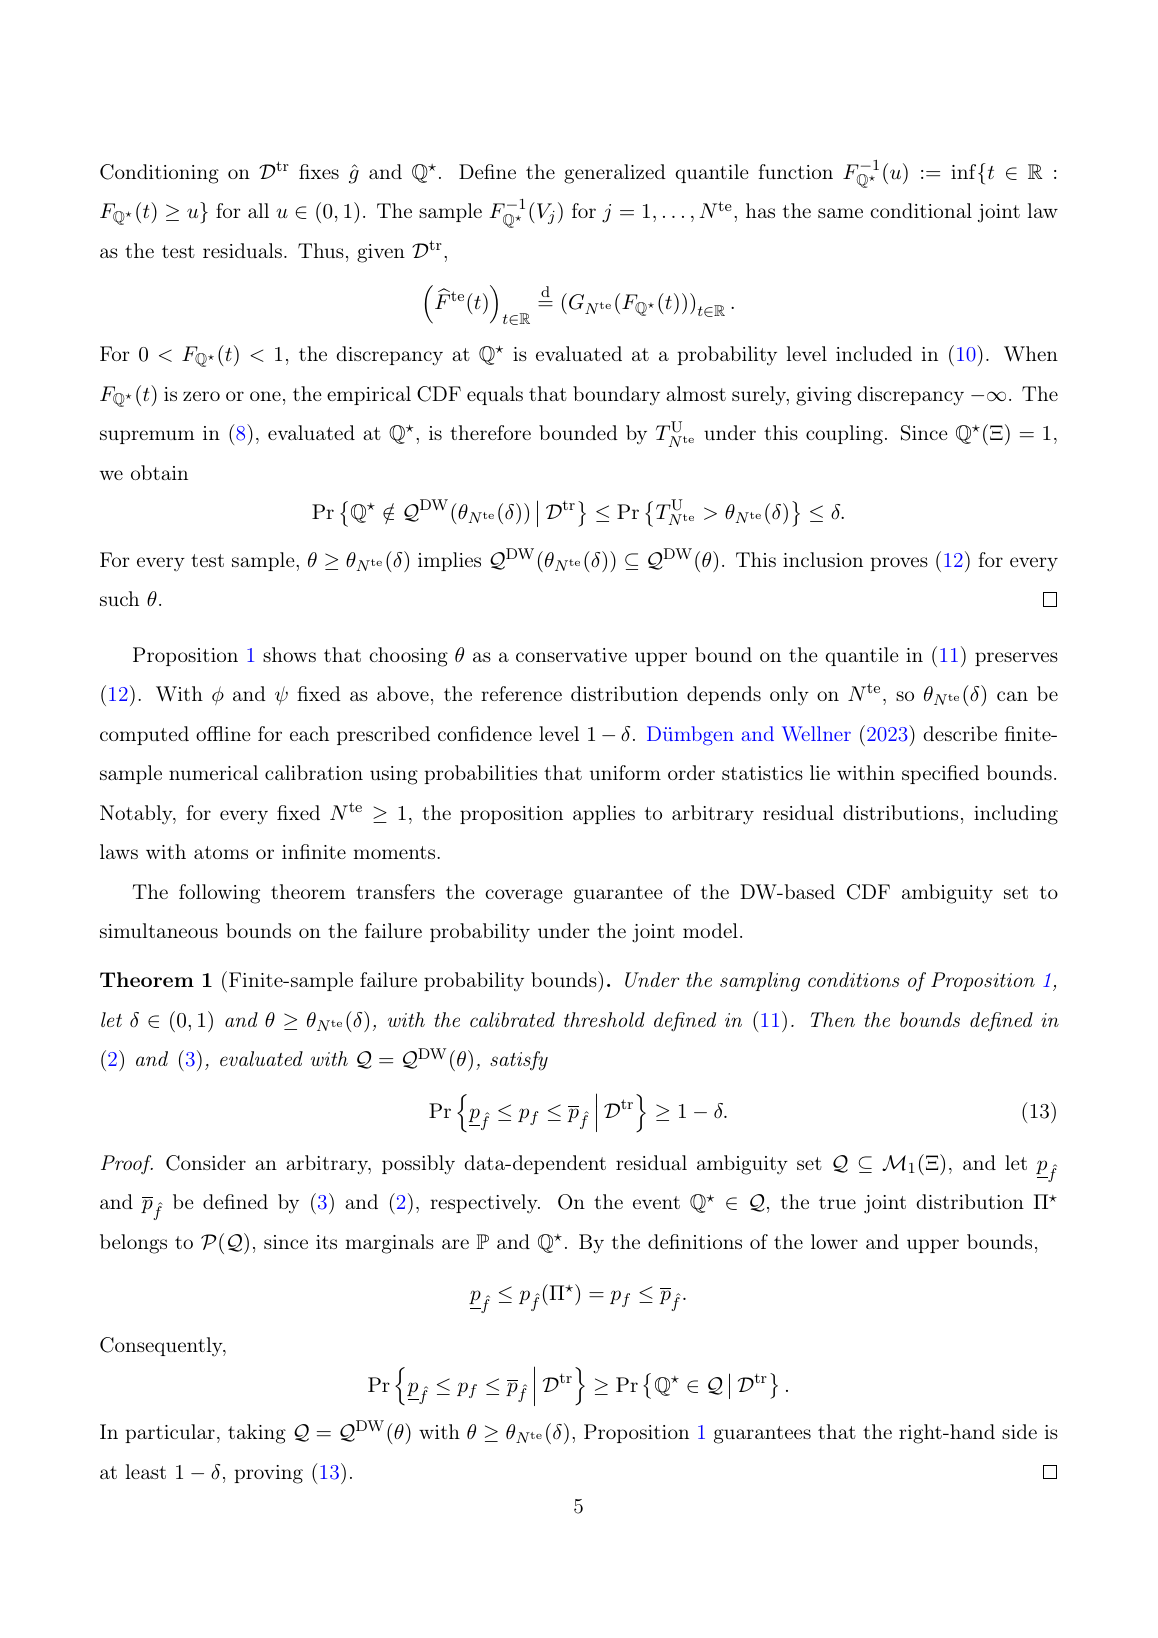 Conditioning on 𝒟^tr fixes ĝ and ℚ⋆. Define the generalized quantile function F_ℚ⋆^−1(u) := inf{t ∈ ℝ :
F_ℚ⋆(t) ≥ u} for all u ∈ (0, 1). The sample F_ℚ⋆^−1(V_j) for j = 1, . . . , N^te, has the same conditional joint law
as the test residuals. Thus, given 𝒟^tr,
(F̂^te(t))_{t∈ℝ} =^d (G_{N^te}(F_ℚ⋆(t)))_{t∈ℝ} .
For 0 < F_ℚ⋆(t) < 1, the discrepancy at ℚ⋆ is evaluated at a probability level included in (10). When
F_ℚ⋆(t) is zero or one, the empirical CDF equals that boundary almost surely, giving discrepancy −∞. The
supremum in (8), evaluated at ℚ⋆, is therefore bounded by T^U_{N^te} under this coupling. Since ℚ⋆(Ξ) = 1,
we obtain
Pr {ℚ⋆ ∉ 𝒬^DW(θ_{N^te}(δ)) | 𝒟^tr} ≤ Pr {T^U_{N^te} > θ_{N^te}(δ)} ≤ δ.
For every test sample, θ ≥ θ_{N^te}(δ) implies 𝒬^DW(θ_{N^te}(δ)) ⊆ 𝒬^DW(θ). This inclusion proves (12) for every
such θ. □
Proposition 1 shows that choosing θ as a conservative upper bound on the quantile in (11) preserves
(12). With ϕ and ψ fixed as above, the reference distribution depends only on N^te, so θ_{N^te}(δ) can be
computed offline for each prescribed confidence level 1 − δ. Dümbgen and Wellner (2023) describe finite-
sample numerical calibration using probabilities that uniform order statistics lie within specified bounds.
Notably, for every fixed N^te ≥ 1, the proposition applies to arbitrary residual distributions, including
laws with atoms or infinite moments.
The following theorem transfers the coverage guarantee of the DW-based CDF ambiguity set to
simultaneous bounds on the failure probability under the joint model.
Theorem 1 (Finite-sample failure probability bounds). Under the sampling conditions of Proposition 1,
let δ ∈ (0, 1) and θ ≥ θ_{N^te}(δ), with the calibrated threshold defined in (11). Then the bounds defined in
(2) and (3), evaluated with 𝒬 = 𝒬^DW(θ), satisfy
Pr {p̲_f̂ ≤ p_f ≤ p̅_f̂ | 𝒟^tr} ≥ 1 − δ. (13)
Proof. Consider an arbitrary, possibly data-dependent residual ambiguity set 𝒬 ⊆ ℳ_1(Ξ), and let p̲_f̂
and p̅_f̂ be defined by (3) and (2), respectively. On the event ℚ⋆ ∈ 𝒬, the true joint distribution Π⋆
belongs to 𝒫(𝒬), since its marginals are ℙ and ℚ⋆. By the definitions of the lower and upper bounds,
p̲_f̂ ≤ p_f̂(Π⋆) = p_f ≤ p̅_f̂.
Consequently,
Pr {p̲_f̂ ≤ p_f ≤ p̅_f̂ | 𝒟^tr} ≥ Pr {ℚ⋆ ∈ 𝒬 | 𝒟^tr} .
In particular, taking 𝒬 = 𝒬^DW(θ) with θ ≥ θ_{N^te}(δ), Proposition 1 guarantees that the right-hand side is
at least 1 − δ, proving (13). □
5